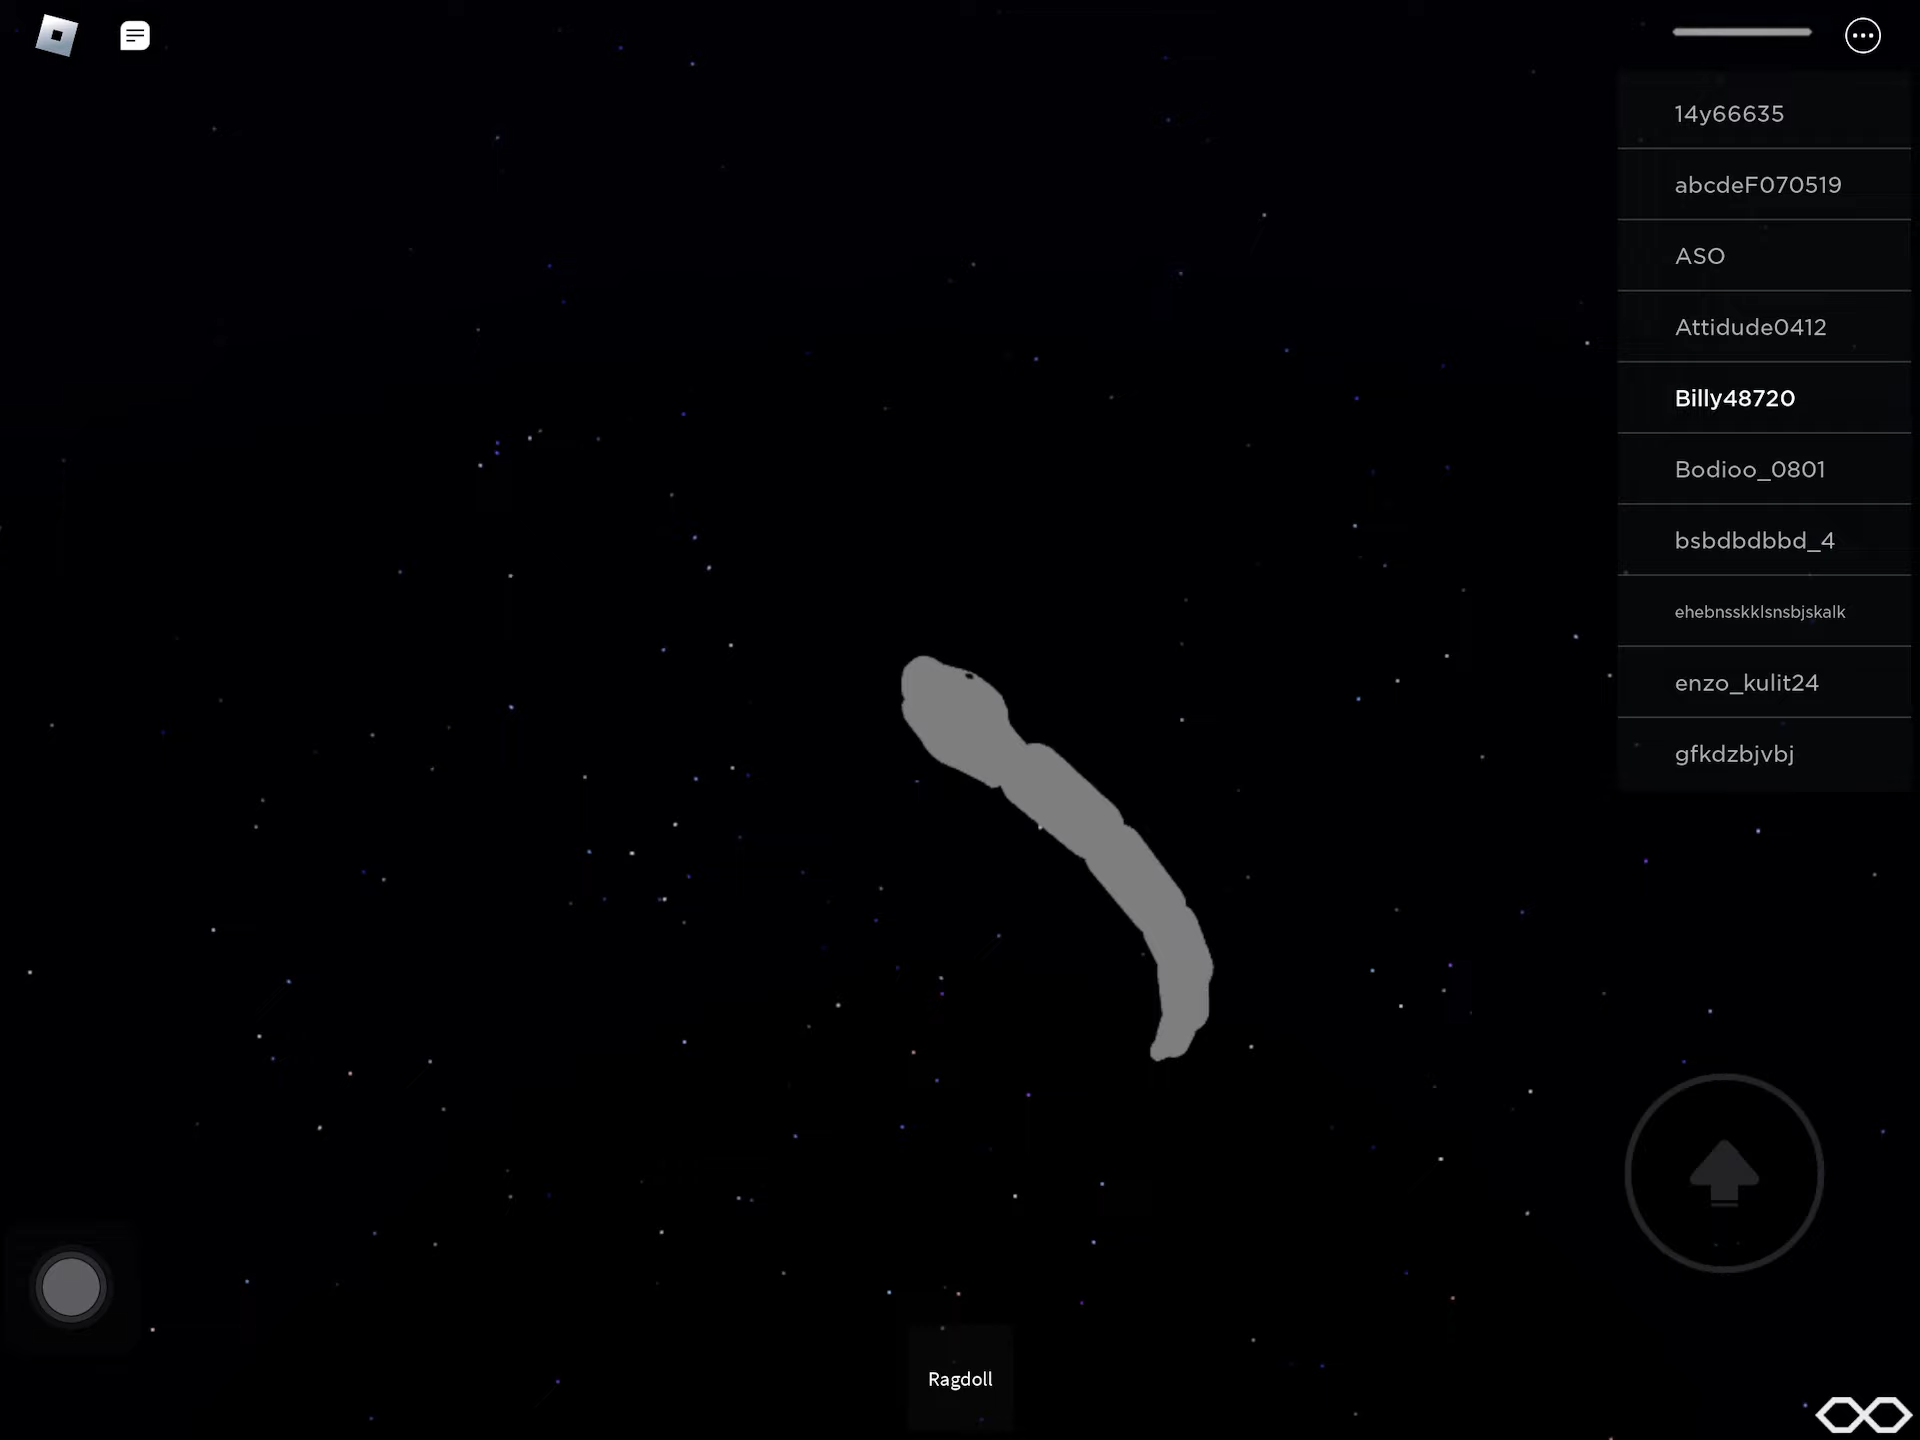 14y66635
abcdeF070519
ASO
Attidude0412
Billy48720
Bodioo_0801
bsbdbdbbd_4
ehebnsskklsnsbjskalk
enzo_kulit24
gfkdzbjvbj
Ragdoll